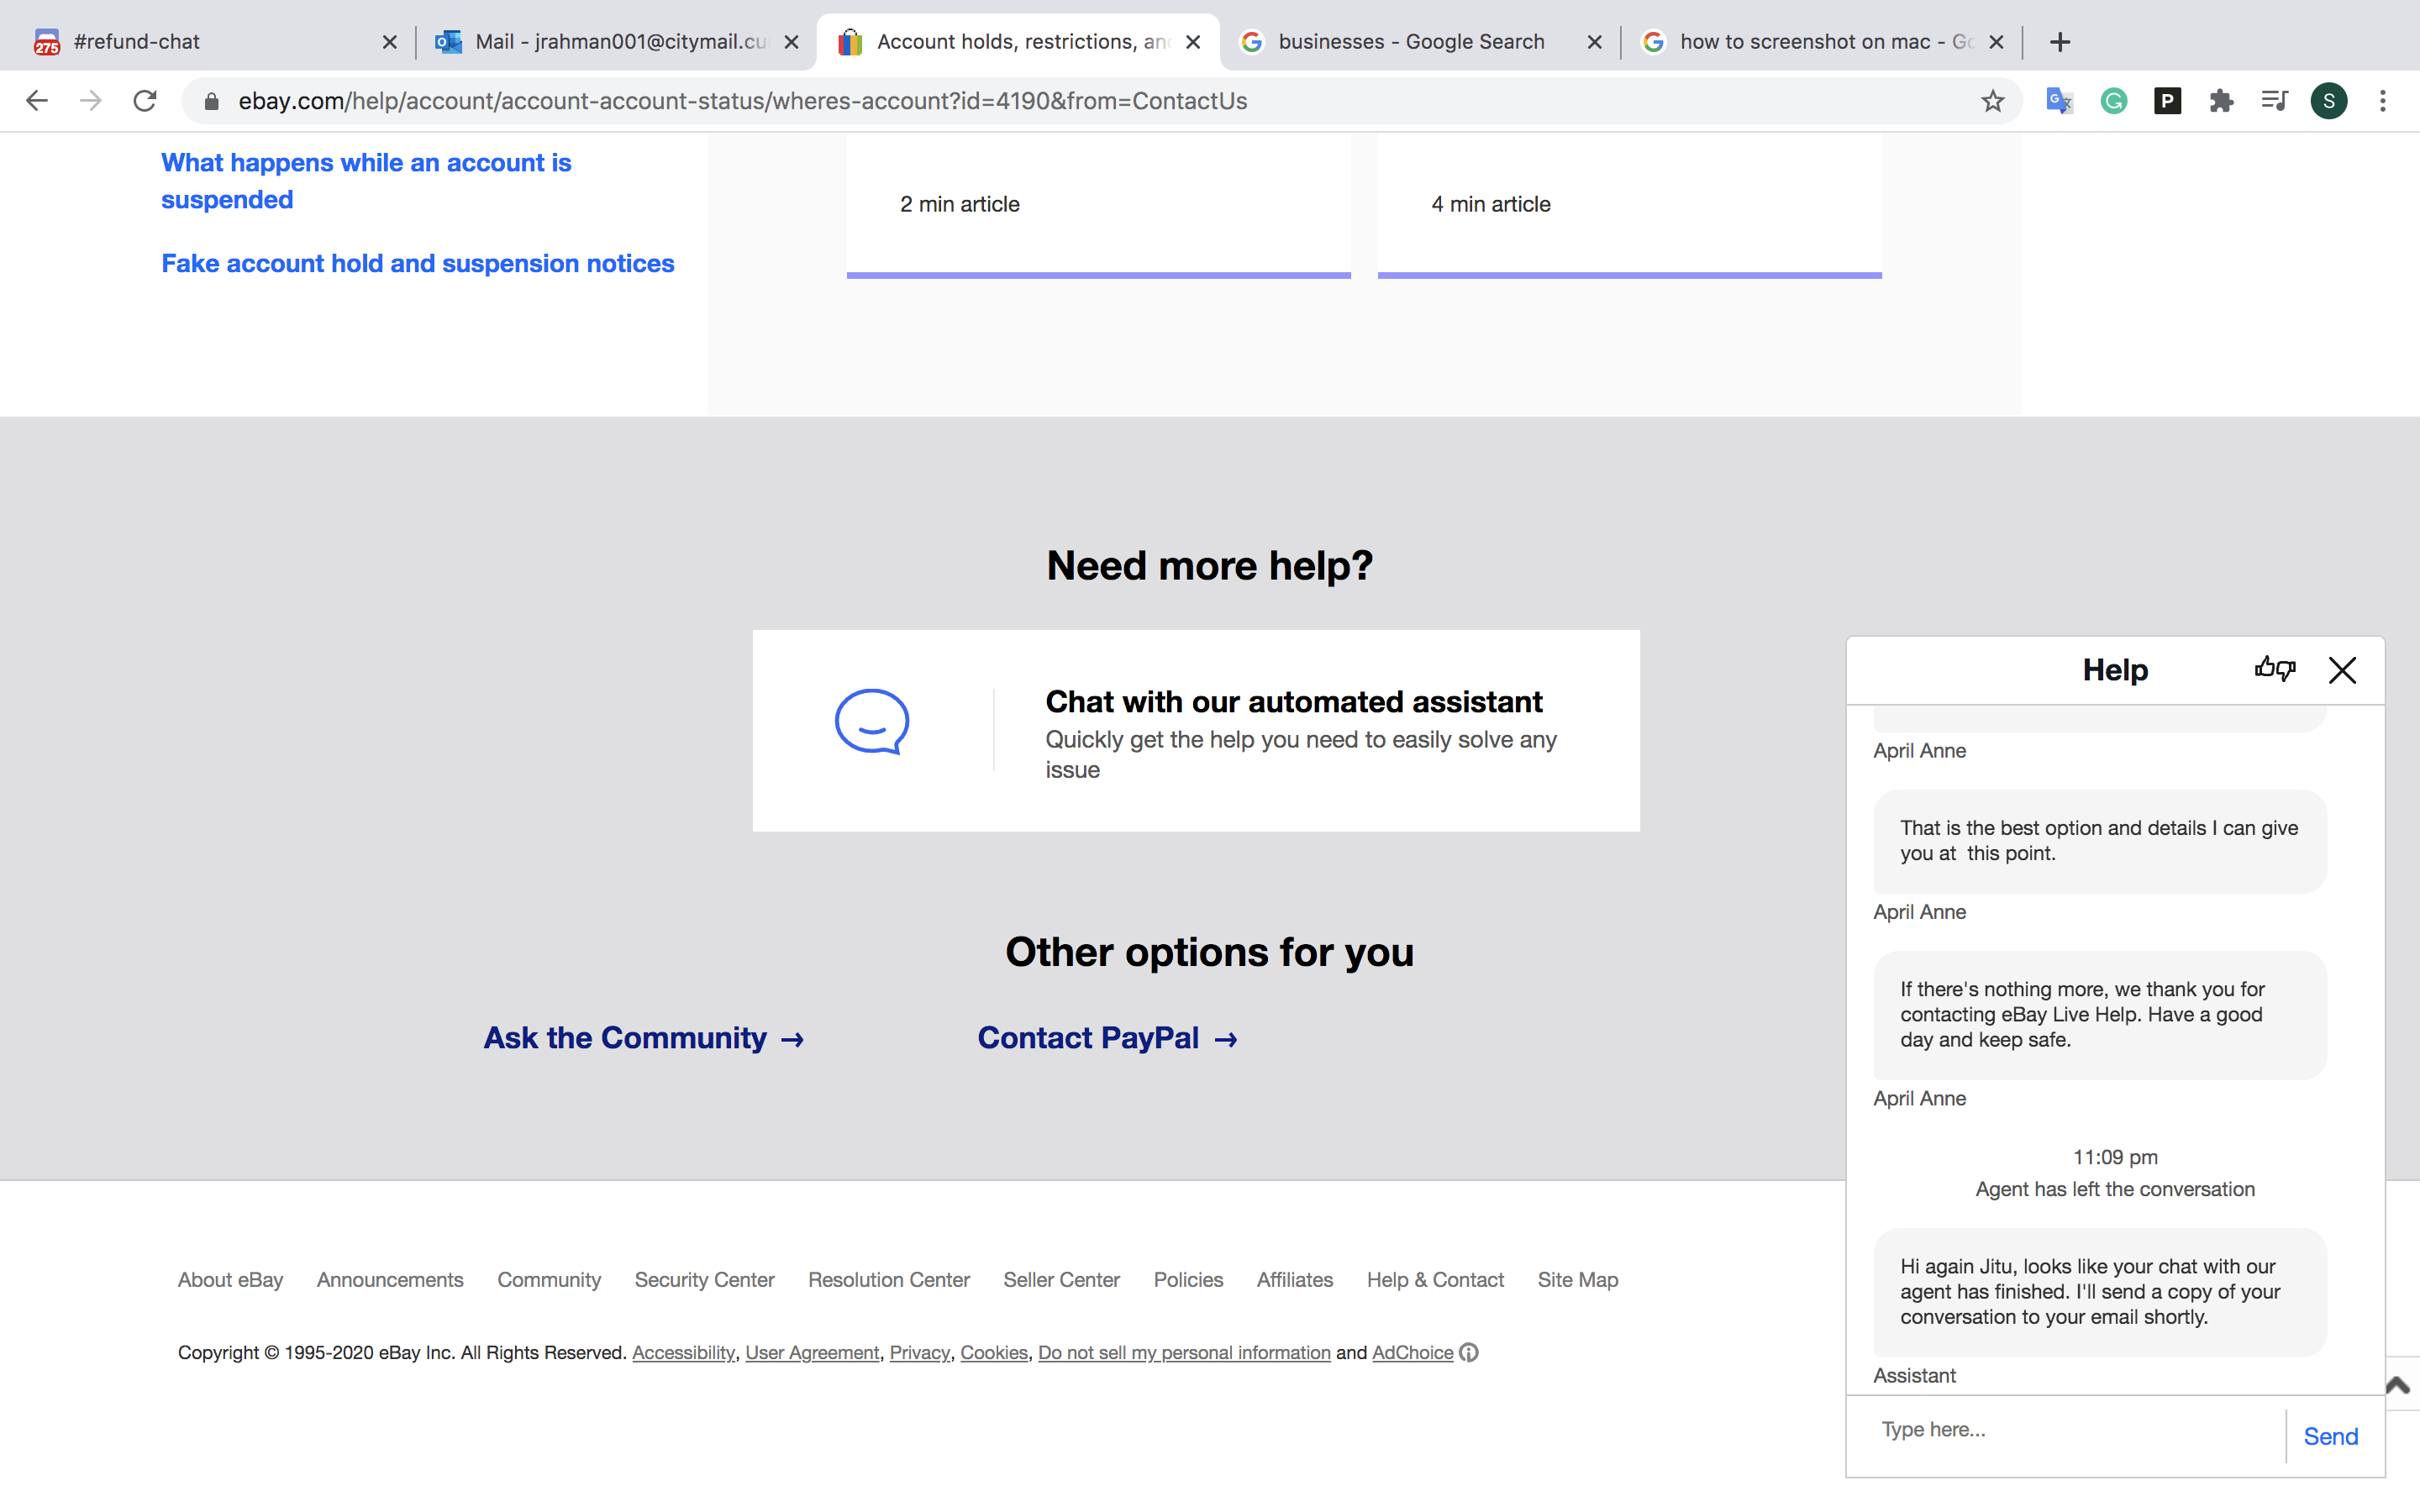 275 #refund-chat
Mail - jrahman001@citymail.cu
Account holds, restrictions, an
businesses - Google Search
how to screenshot on mac - Go
ebay.com/help/account/account-account-status/wheres-account?id=4190&from=ContactUs
P
S
What happens while an account is
suspended
Fake account hold and suspension notices
2 min article
4 min article
Need more help?
Chat with our automated assistant
Quickly get the help you need to easily solve any
issue
Other options for you
Ask the Community →
Contact PayPal →
About eBay Announcements Community Security Center Resolution Center Seller Center Policies Affiliates Help & Contact Site Map
Copyright © 1995-2020 eBay Inc. All Rights Reserved. Accessibility, User Agreement, Privacy, Cookies, Do not sell my personal information and AdChoice
Help
April Anne
That is the best option and details I can give
you at  this point.
April Anne
If there's nothing more, we thank you for
contacting eBay Live Help. Have a good
day and keep safe.
April Anne
11:09 pm
Agent has left the conversation
Hi again Jitu, looks like your chat with our
agent has finished. I'll send a copy of your
conversation to your email shortly.
Assistant
Type here...
Send